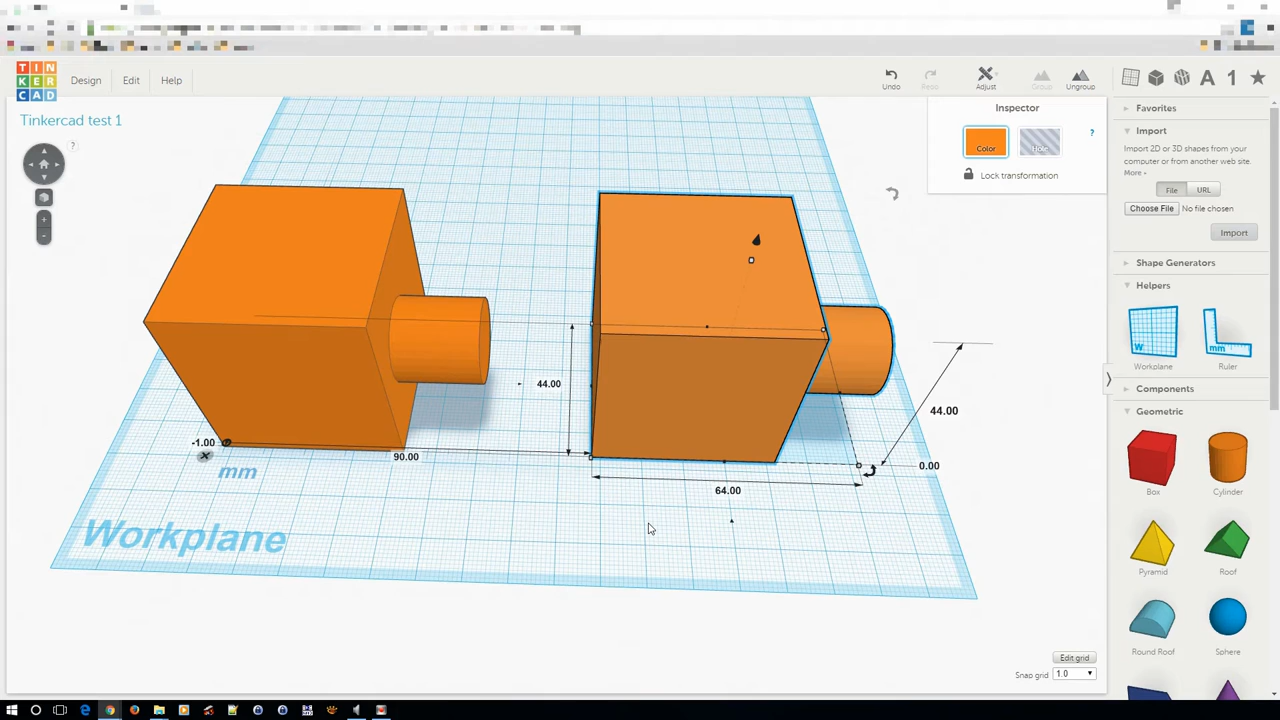 TIN
KER
CAD
Design Edit Help
Undo Redo Adjust Group Ungroup
A 1
Tinkercad test 1
?
Inspector
Color Hole
?
Lock transformation
Favorites
Import
Import 2D or 3D shapes from your
computer or from another web site.
More
File URL
Choose File No file chosen
Import
Shape Generators
Helpers
W mm
Workplane Ruler
Components
Geometric
Box Cylinder
Pyramid Roof
Round Roof Sphere
44.00
44.00
-1.00
90.00
0.00
64.00
mm
Workplane
Edit grid
Snap grid 1.0